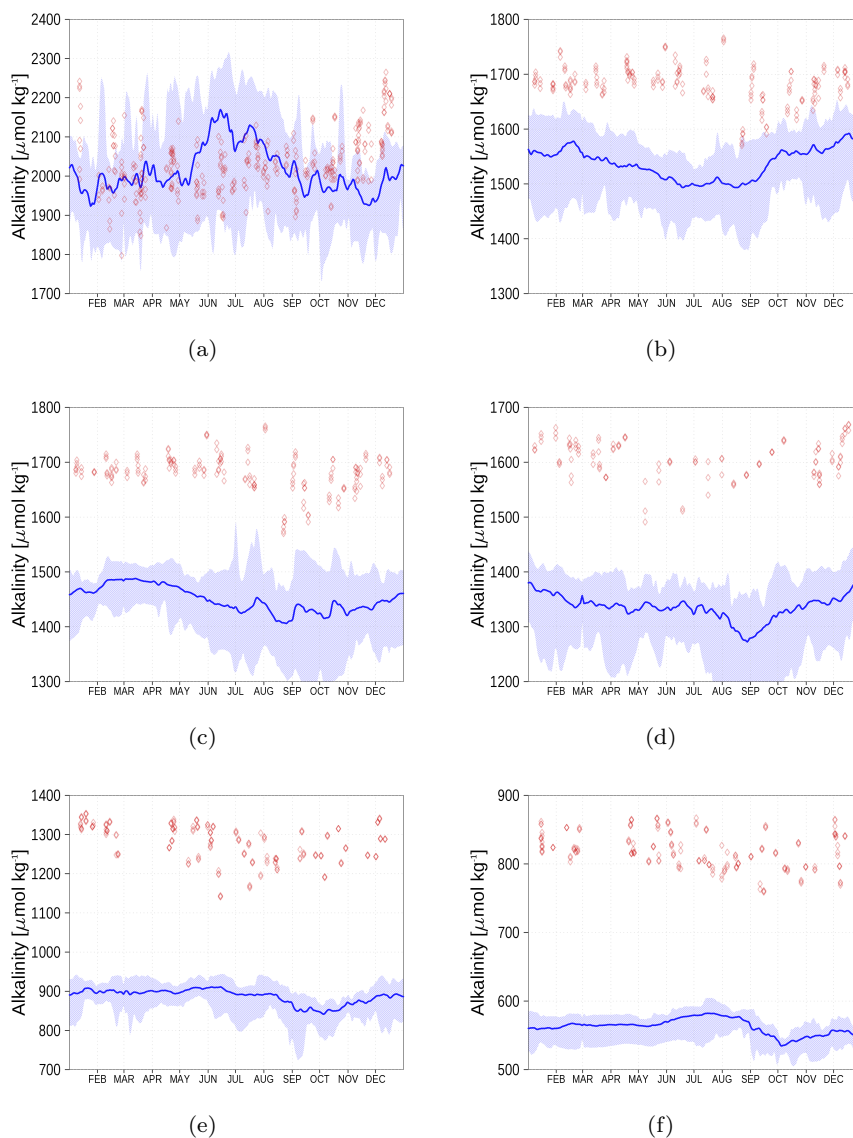 2400
2300
2200
2100
2000
1900
1800
1700
Alkalinity [μmol kg⁻¹]
FEB MAR APR MAY JUN JUL AUG SEP OCT NOV DEC
(a)
1800
1700
1600
1500
1400
1300
Alkalinity [μmol kg⁻¹]
FEB MAR APR MAY JUN JUL AUG SEP OCT NOV DEC
(b)
1800
1700
1600
1500
1400
1300
Alkalinity [μmol kg⁻¹]
FEB MAR APR MAY JUN JUL AUG SEP OCT NOV DEC
(c)
1700
1600
1500
1400
1300
1200
Alkalinity [μmol kg⁻¹]
FEB MAR APR MAY JUN JUL AUG SEP OCT NOV DEC
(d)
1400
1300
1200
1100
1000
900
800
700
Alkalinity [μmol kg⁻¹]
FEB MAR APR MAY JUN JUL AUG SEP OCT NOV DEC
(e)
900
800
700
600
500
Alkalinity [μmol kg⁻¹]
FEB MAR APR MAY JUN JUL AUG SEP OCT NOV DEC
(f)